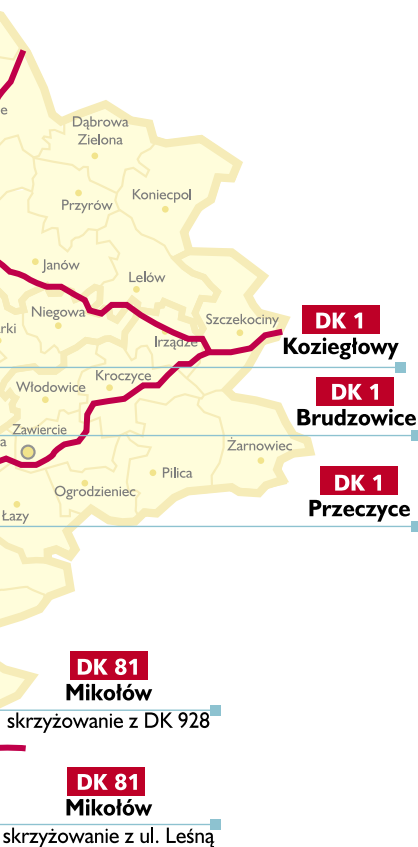 e
Dąbrowa
Zielona
Koniecpol
Przyrów
Janów
Lelów
Niegowa
Szczekociny
DK 1
rki
Irządze
Koziegłowy
Kroczyce
Włodowice
DK 1
Brudzowice
Zawiercie
a
Żarnowiec
Pilica
DK 1
Ogrodzieniec
Przeczyce
Łazy
DK 81
Mikołów
skrzyżowanie z DK 928
DK 81
Mikołów
skrzyżowanie z ul. Leśną